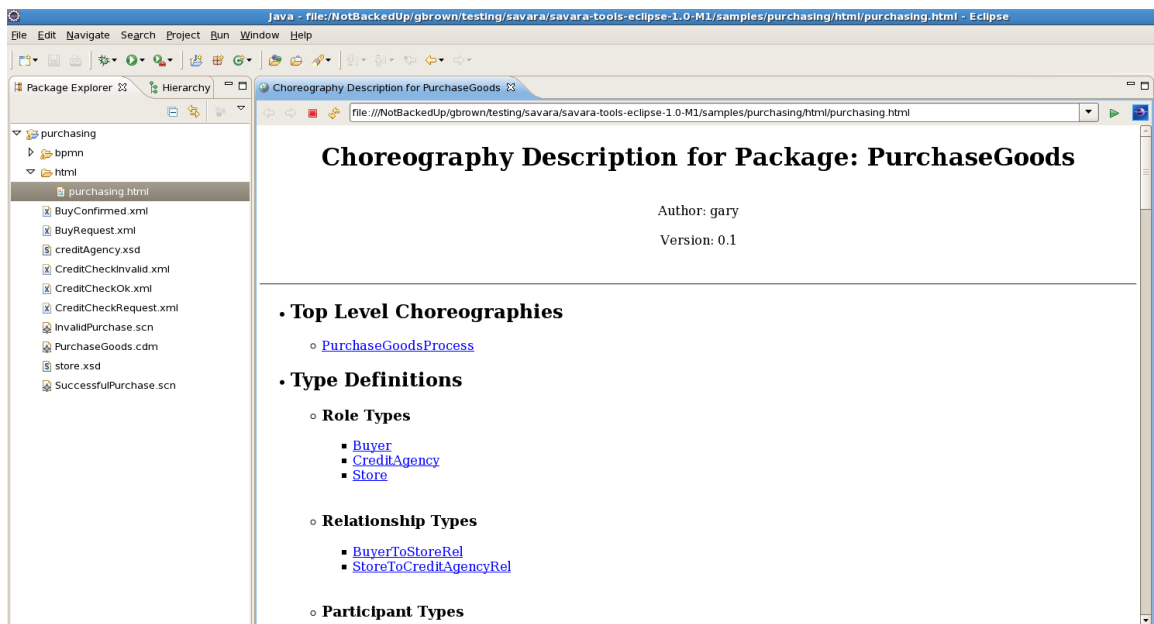 Java - file:/NotBackedUp/gbrown/testing/savara/savara-tools-eclipse-1.0-M1/samples/purchasing/html/purchasing.html - Eclipse
File Edit Navigate Search Project Run Window Help
Package Explorer Hierarchy
Choreography Description for PurchaseGoods
file:///NotBackedUp/gbrown/testing/savara/savara-tools-eclipse-1.0-M1/samples/purchasing/html/purchasing.html
purchasing
bpmn
html
purchasing.html
BuyConfirmed.xml
BuyRequest.xml
creditAgency.xsd
CreditCheckInvalid.xml
CreditCheckOk.xml
CreditCheckRequest.xml
InvalidPurchase.scn
PurchaseGoods.cdm
store.xsd
SuccessfulPurchase.scn
Choreography Description for Package: PurchaseGoods
Author: gary
Version: 0.1
Top Level Choreographies
PurchaseGoodsProcess
Type Definitions
Role Types
Buyer
CreditAgency
Store
Relationship Types
BuyerToStoreRel
StoreToCreditAgencyRel
Participant Types